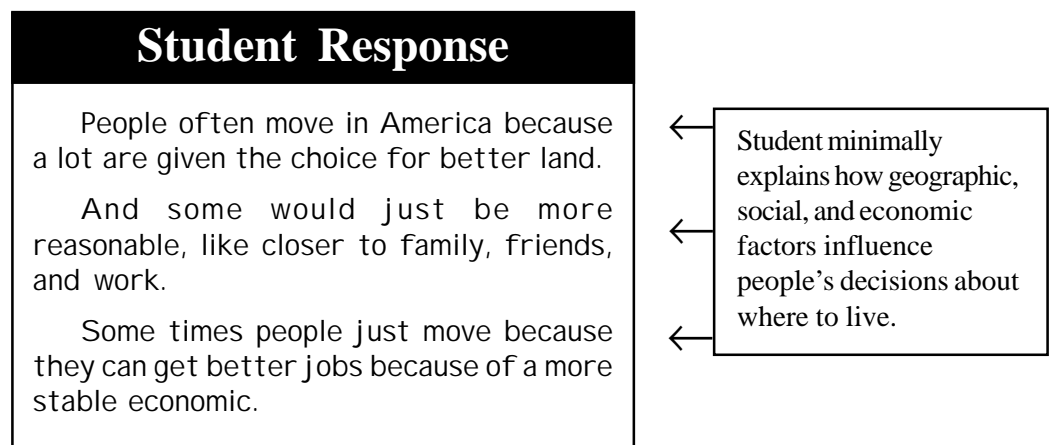 Student Response
People often move in America because
a lot are given the choice for better land.
And some would just be more
reasonable, like closer to family, friends,
and work.
Some times people just move because
they can get better jobs because of a more
stable economic.
Student minimally
explains how geographic,
social, and economic
factors influence
people's decisions about
where to live.